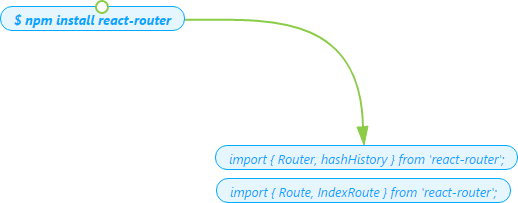 $ npm install react-router
import { Router, hashHistory } from 'react-router';
import { Route, IndexRoute } from 'react-router';